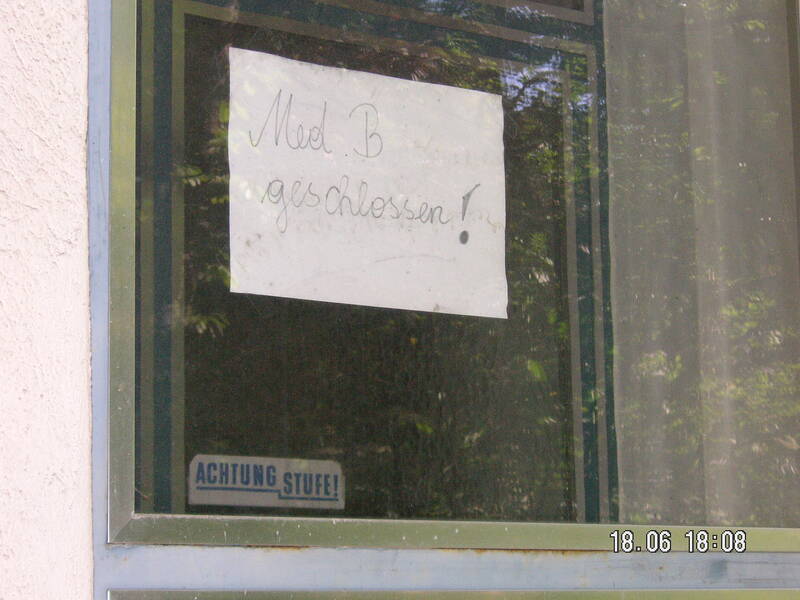 Med. B
geschlossen!
ACHTUNG STUFE!
18.06 18:08